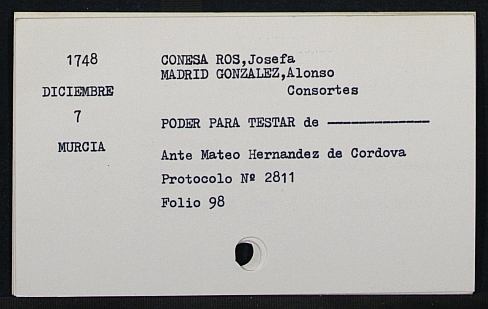 1748
CONESA ROS,Josefa
MADRID GONZALEZ,Alonso
DICIEMBRE
Consortes
7
PODER PARA TESTAR de —————————
MURCIA
Ante Mateo Hernandez de Cordova
Protocolo Nº 2811
Folio 98